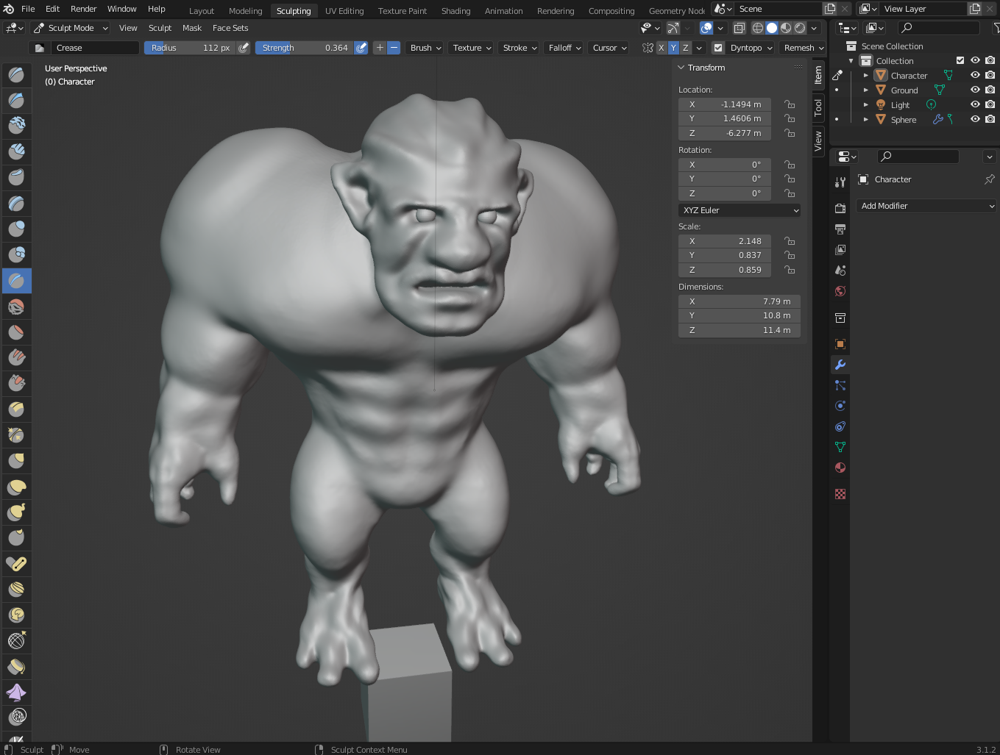 File Edit Render Window Help Layout Modeling Sculpting UV Editing Texture Paint Shading Animation Rendering Compositing Geometry Nod Scene View Layer
Sculpt Mode View Sculpt Mask Face Sets
Crease Radius 112 px Strength 0.364 + − Brush Texture Stroke Falloff Cursor X Y Z Dyntopo Remesh
User Perspective
(0) Character
Transform
Location:
X -1.1494 m
Y 1.4606 m
Z -6.277 m
Rotation:
X 0°
Y 0°
Z 0°
XYZ Euler
Scale:
X 2.148
Y 0.837
Z 0.859
Dimensions:
X 7.79 m
Y 10.8 m
Z 11.4 m
Item
Tool
View
Scene Collection
Collection
Character
Ground
Light
Sphere
Character
Add Modifier
Sculpt Move Rotate View Sculpt Context Menu 3.1.2